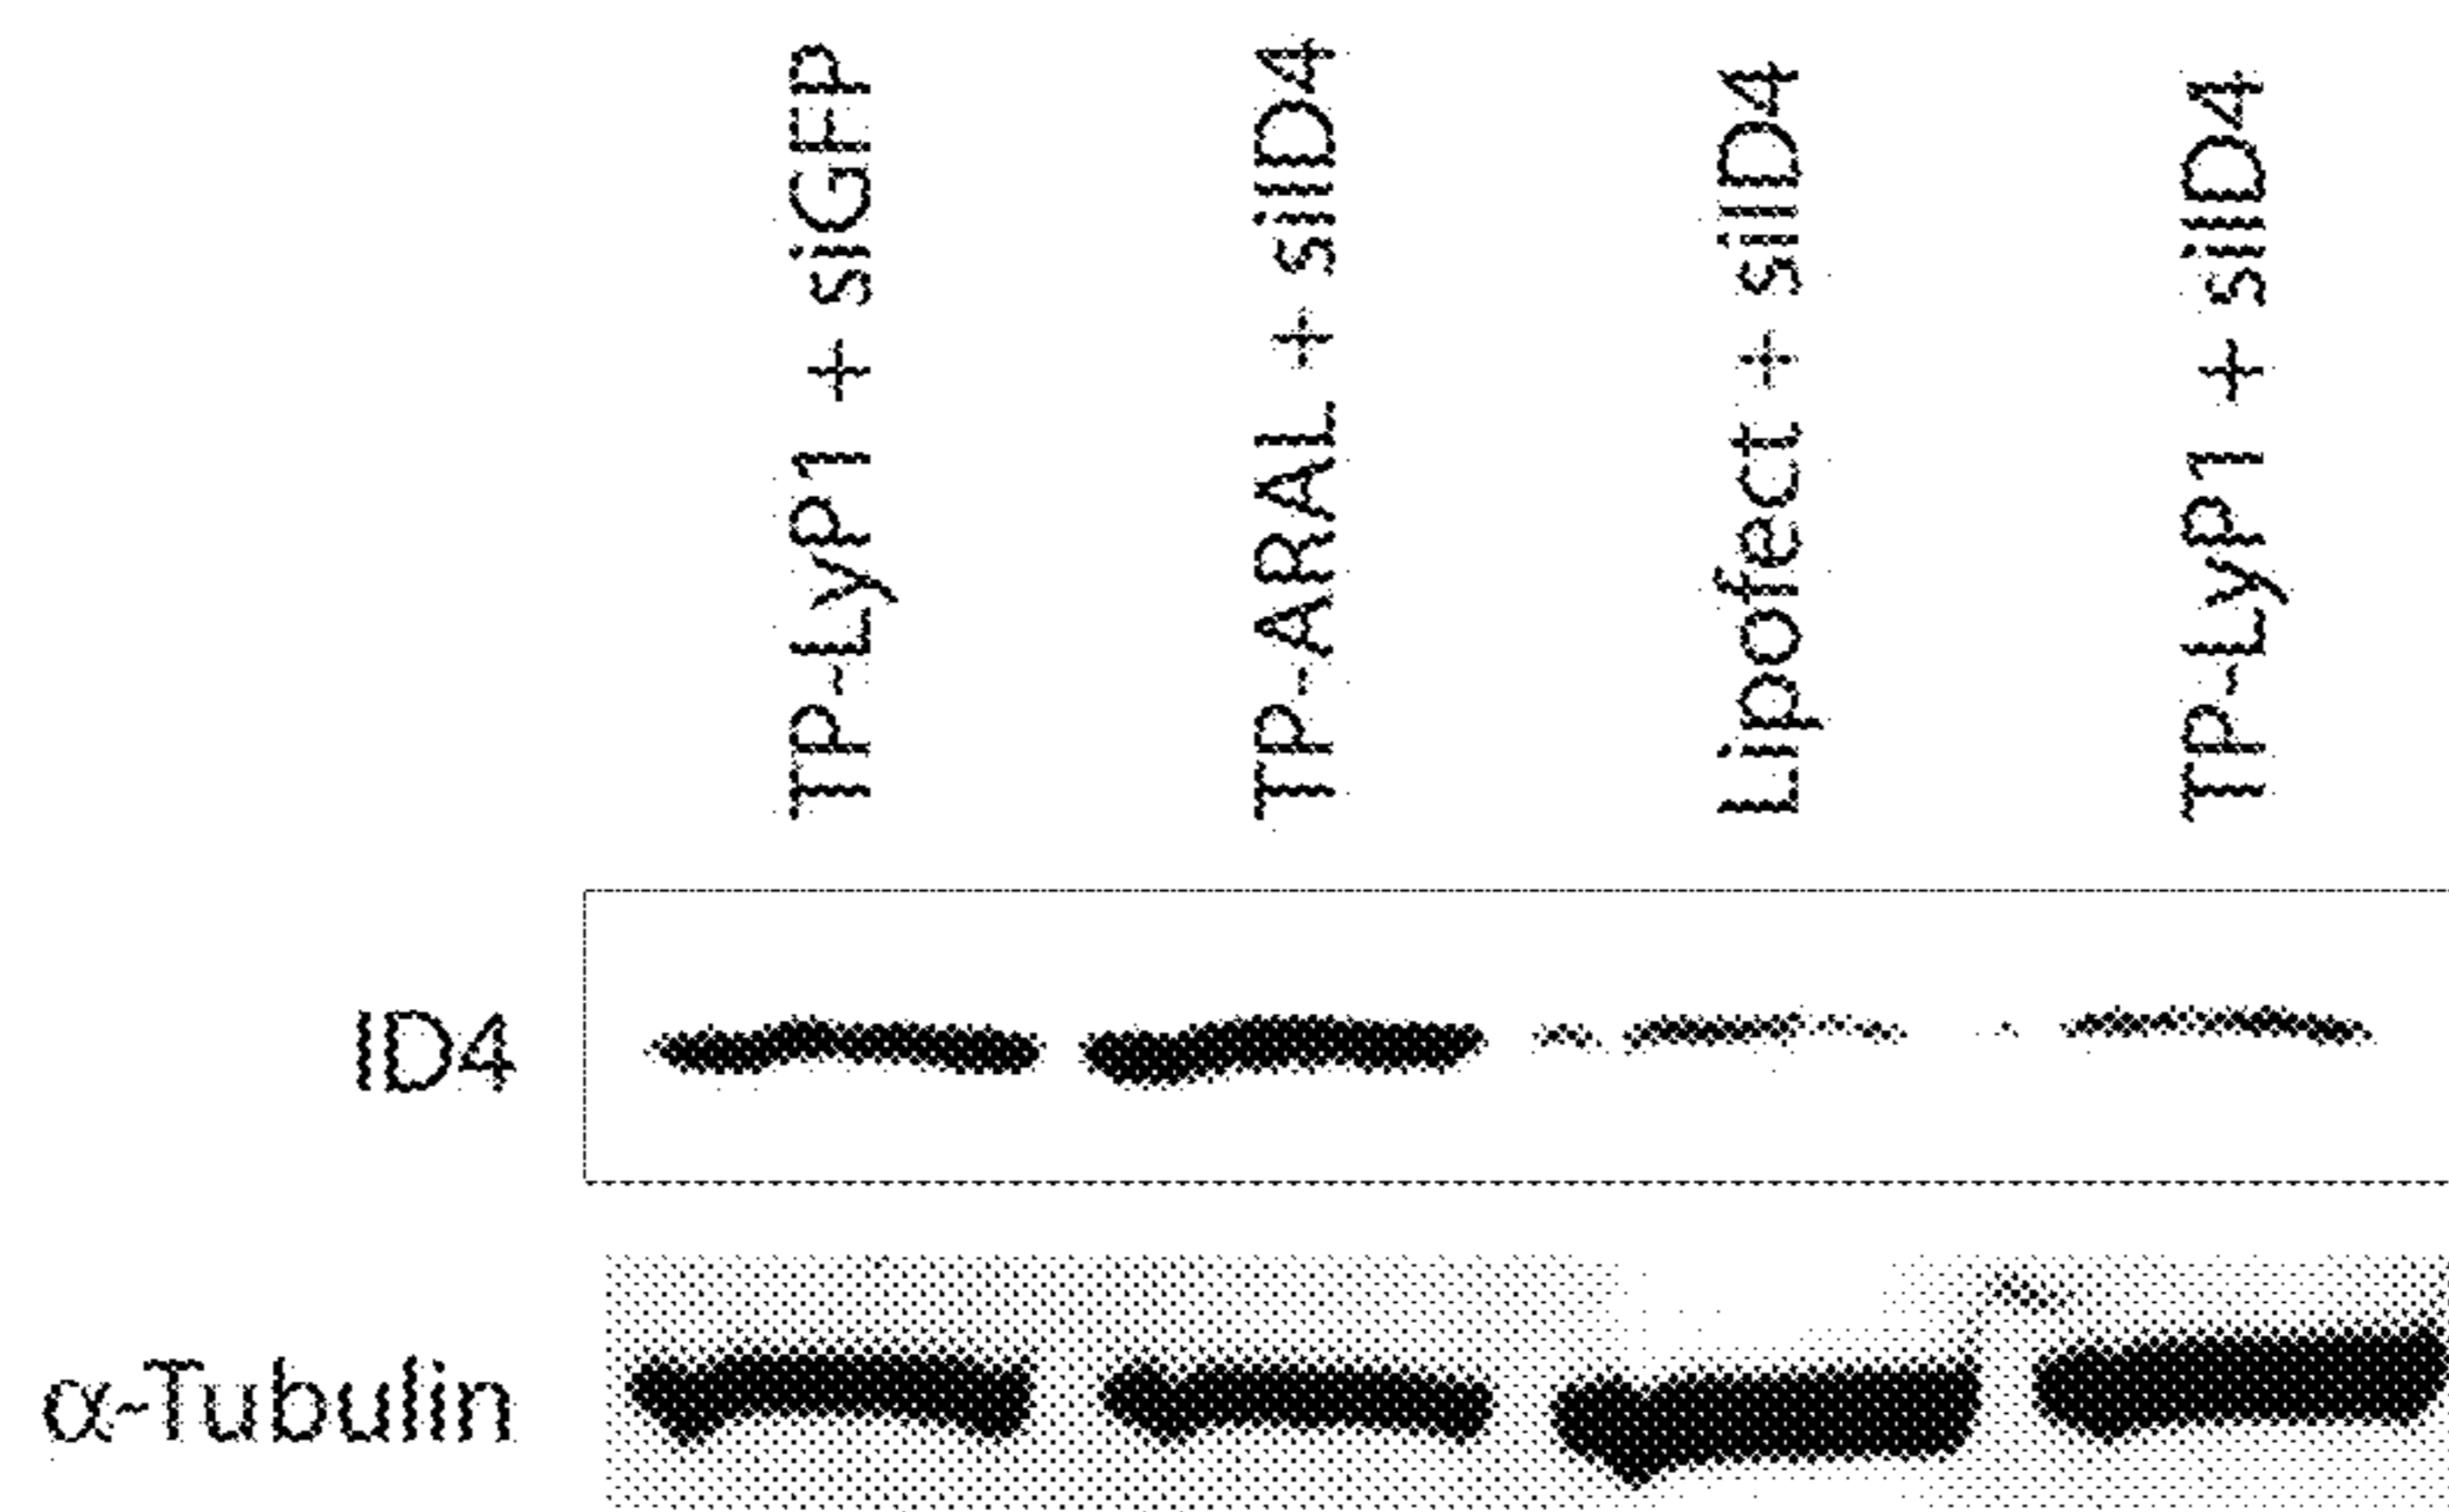 TP-LyP1 + siGFP
TP-ARAL + siID4
Lipofect + siID4
TP-LyP1 + siID4
ID4
α-Tubulin